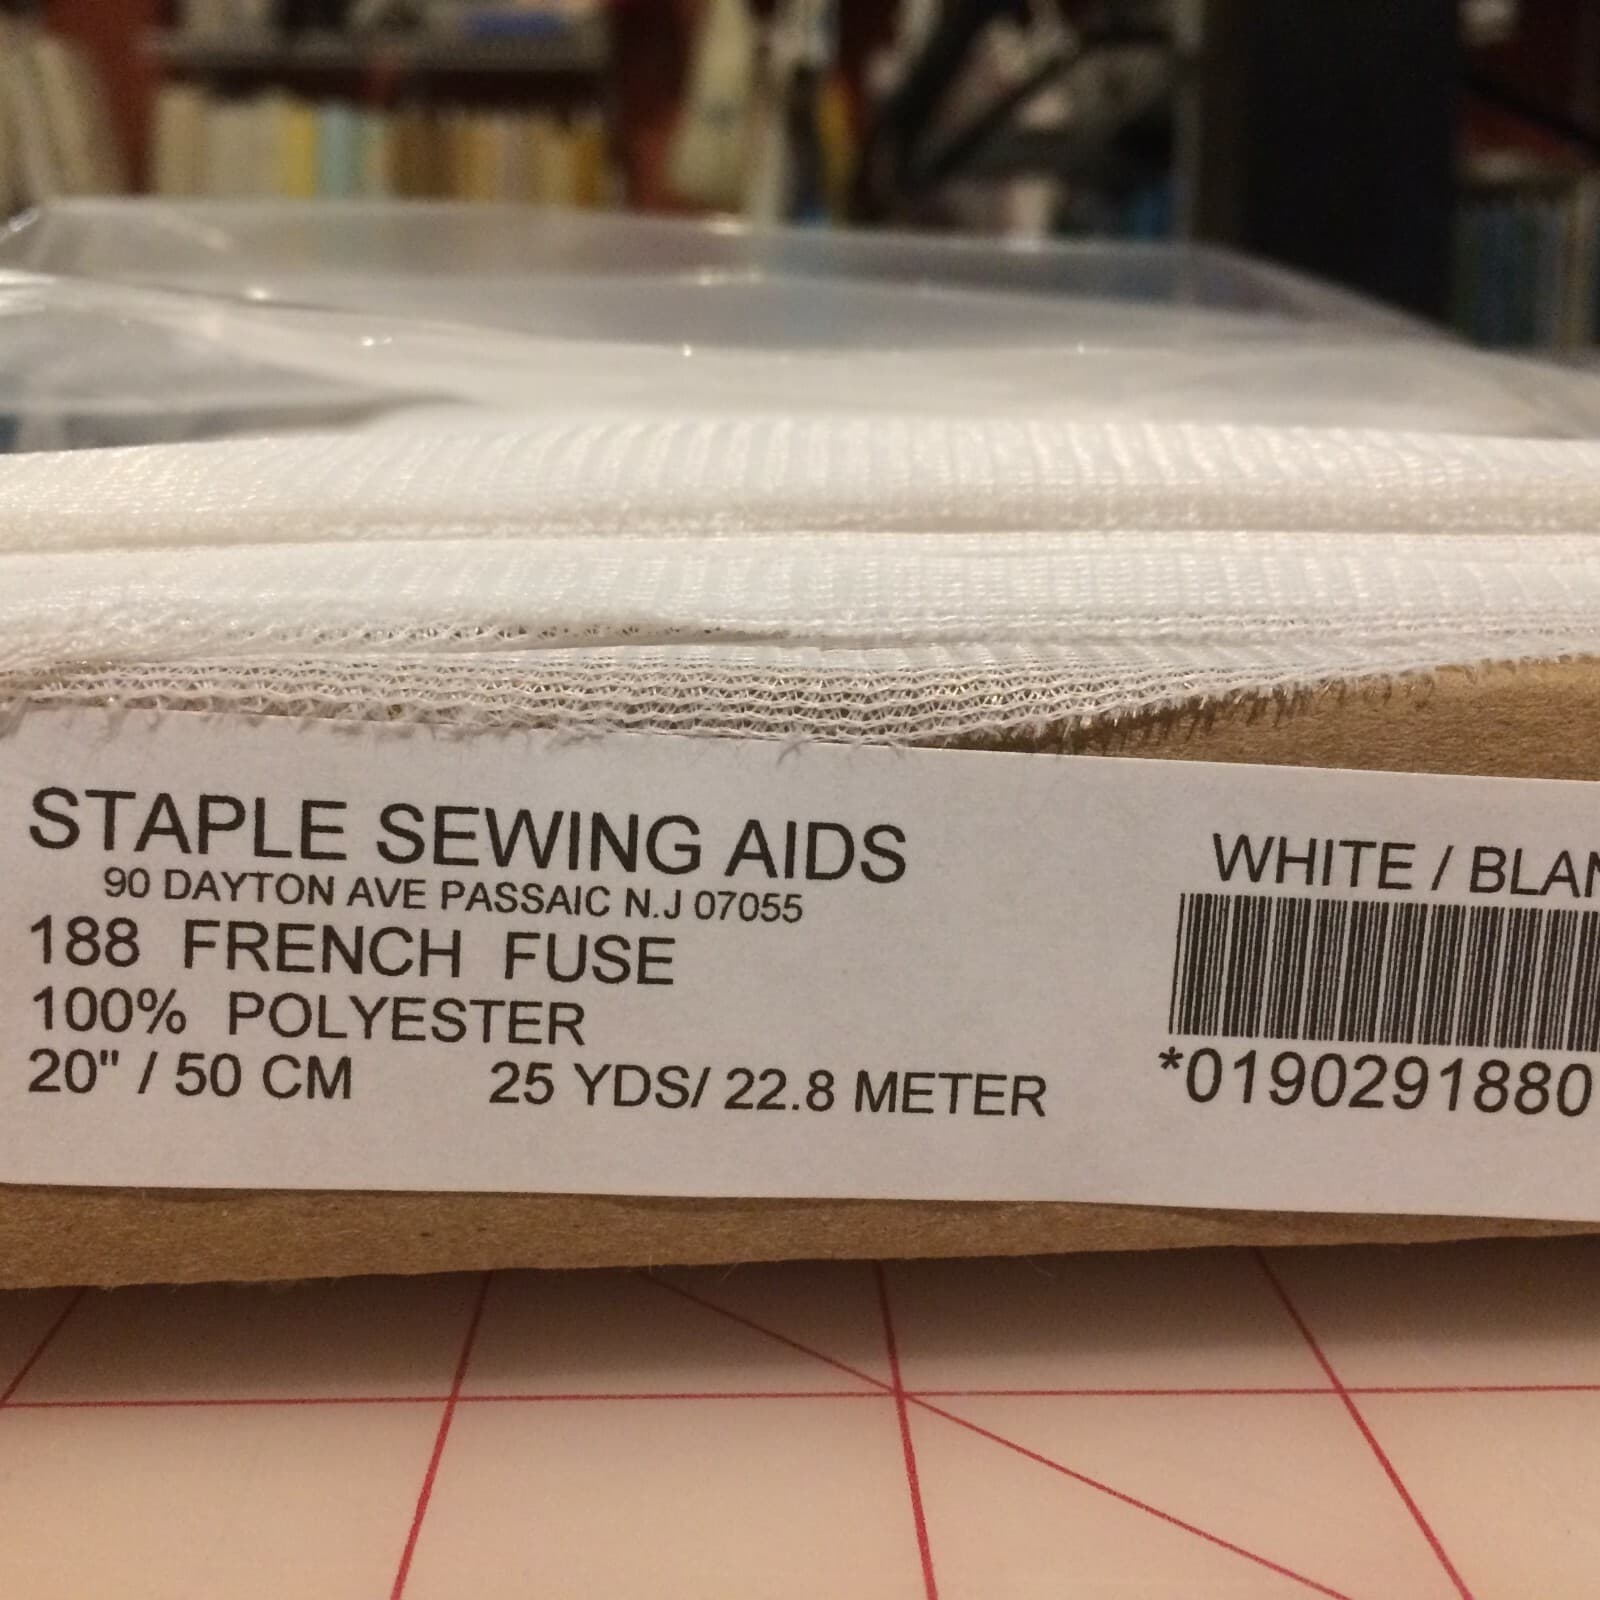 STAPLE SEWING AIDS
90 DAYTON AVE PASSAIC N.J 07055
188 FRENCH FUSE
100% POLYESTER
20" / 50 CM 25 YDS/ 22.8 METER
WHITE / BLAN
*0190291880